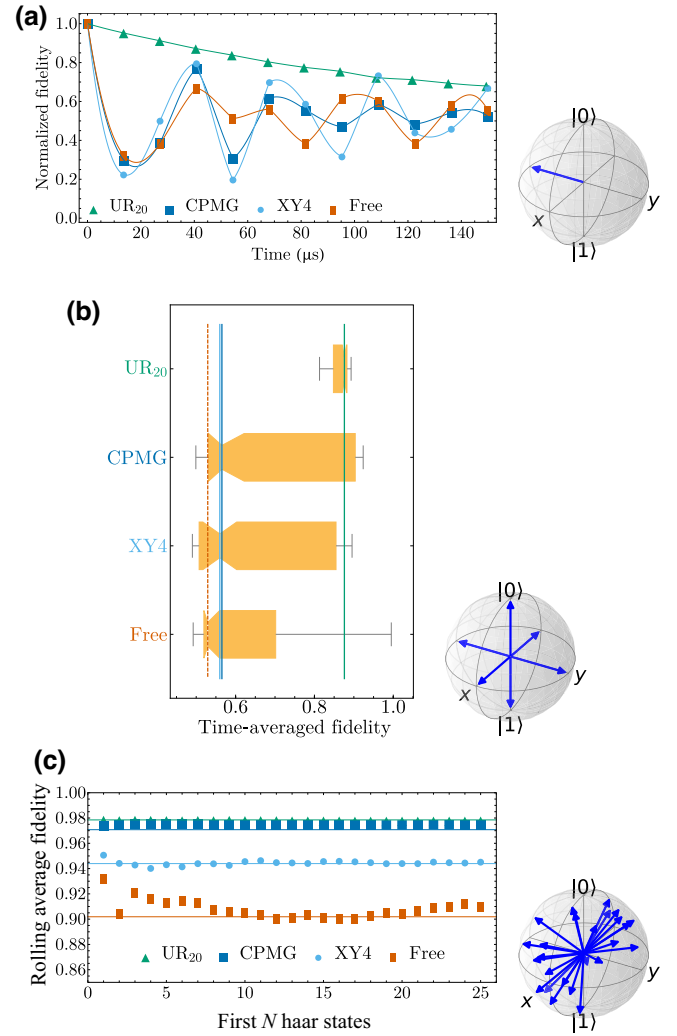 (a)
Normalized fidelity
1.0
0.8
0.6
0.4
0.2
0.0
UR₂₀ CPMG XY4 Free
0 20 40 60 80 100 120 140
Time (μs)
|0⟩
x
y
|1⟩
(b)
UR₂₀
CPMG
XY4
Free
0.6 0.8 1.0
Time-averaged fidelity
|0⟩
x
y
|1⟩
(c)
Rolling average fidelity
1.00
0.98
0.96
0.94
0.92
0.90
0.88
0.86
UR₂₀ CPMG XY4 Free
0 5 10 15 20 25
First N haar states
|0⟩
x
y
|1⟩